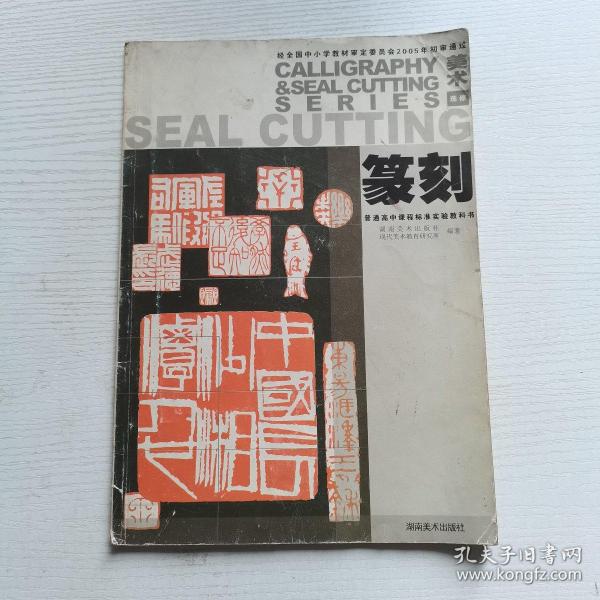 经全国中小学教材审定委员会2005年初审通过
CALLIGRAPHY
&SEAL CUTTING
SERIES
美术
选修
SEAL CUTTING
篆刻
普通高中课程标准实验教科书
湖南美术出版社
现代美术教育研究所
编著
湖南美术出版社
孔夫子旧书网
www.kongfz.com